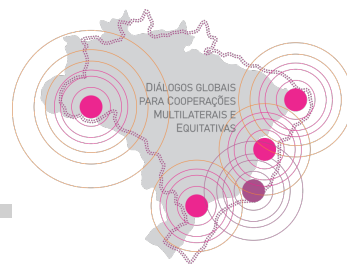 DIÁLOGOS GLOBAIS
PARA COOPERAÇÕES
MULTILATERAIS E
EQUITATIVAS